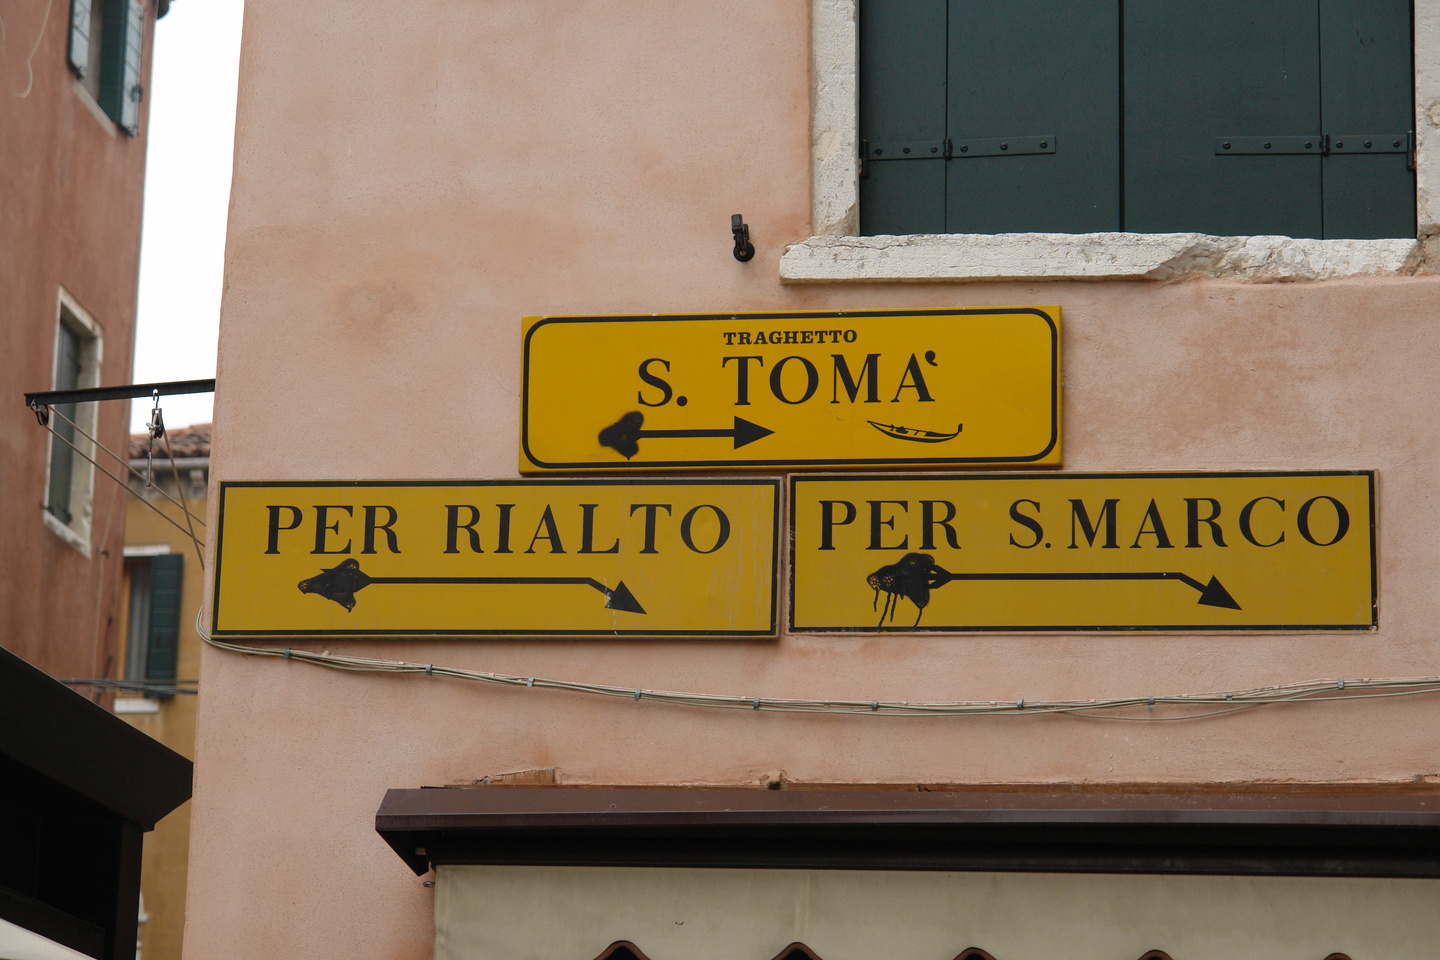 TRAGHETTO
S. TOMA'
PER RIALTO
PER S. MARCO